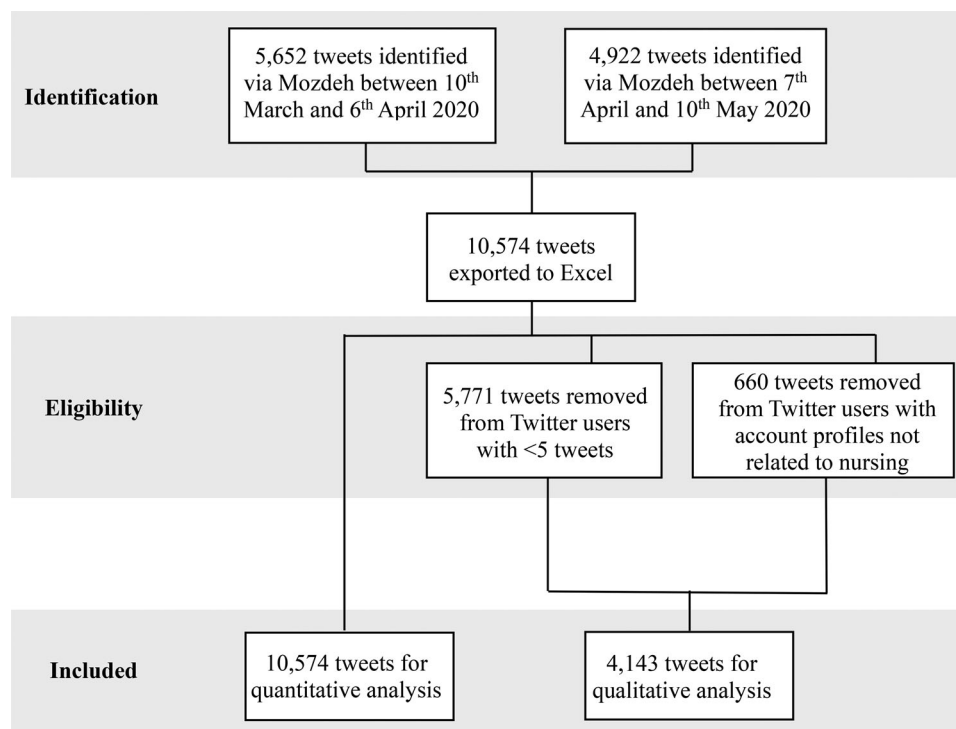 Identification
5,652 tweets identified
via Mozdeh between 10th
March and 6th April 2020
4,922 tweets identified
via Mozdeh between 7th
April and 10th May 2020
10,574 tweets
exported to Excel
Eligibility
5,771 tweets removed
from Twitter users
with <5 tweets
660 tweets removed
from Twitter users with
account profiles not
related to nursing
Included
10,574 tweets for
quantitative analysis
4,143 tweets for
qualitative analysis